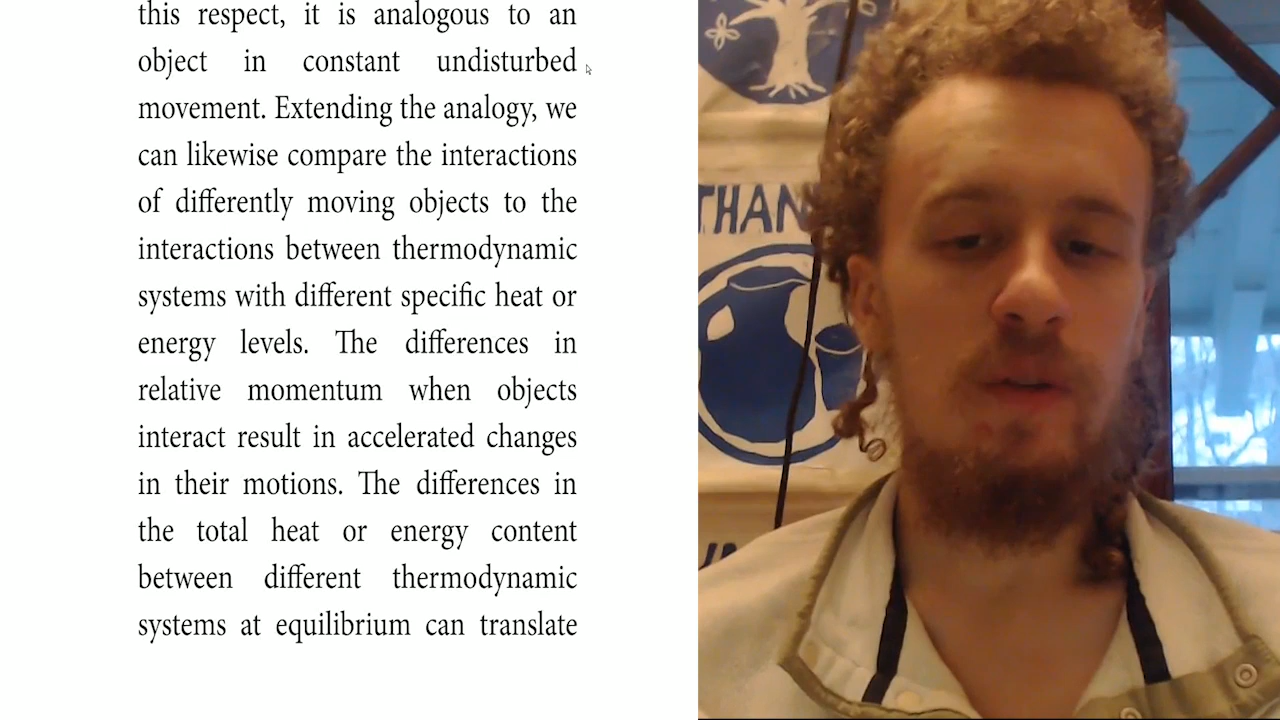 this respect, it is analogous to an
object in constant undisturbed
movement. Extending the analogy, we
can likewise compare the interactions
of differently moving objects to the
interactions between thermodynamic
systems with different specific heat or
energy levels. The differences in
relative momentum when objects
interact result in accelerated changes
in their motions. The differences in
the total heat or energy content
between different thermodynamic
systems at equilibrium can translate
THAN